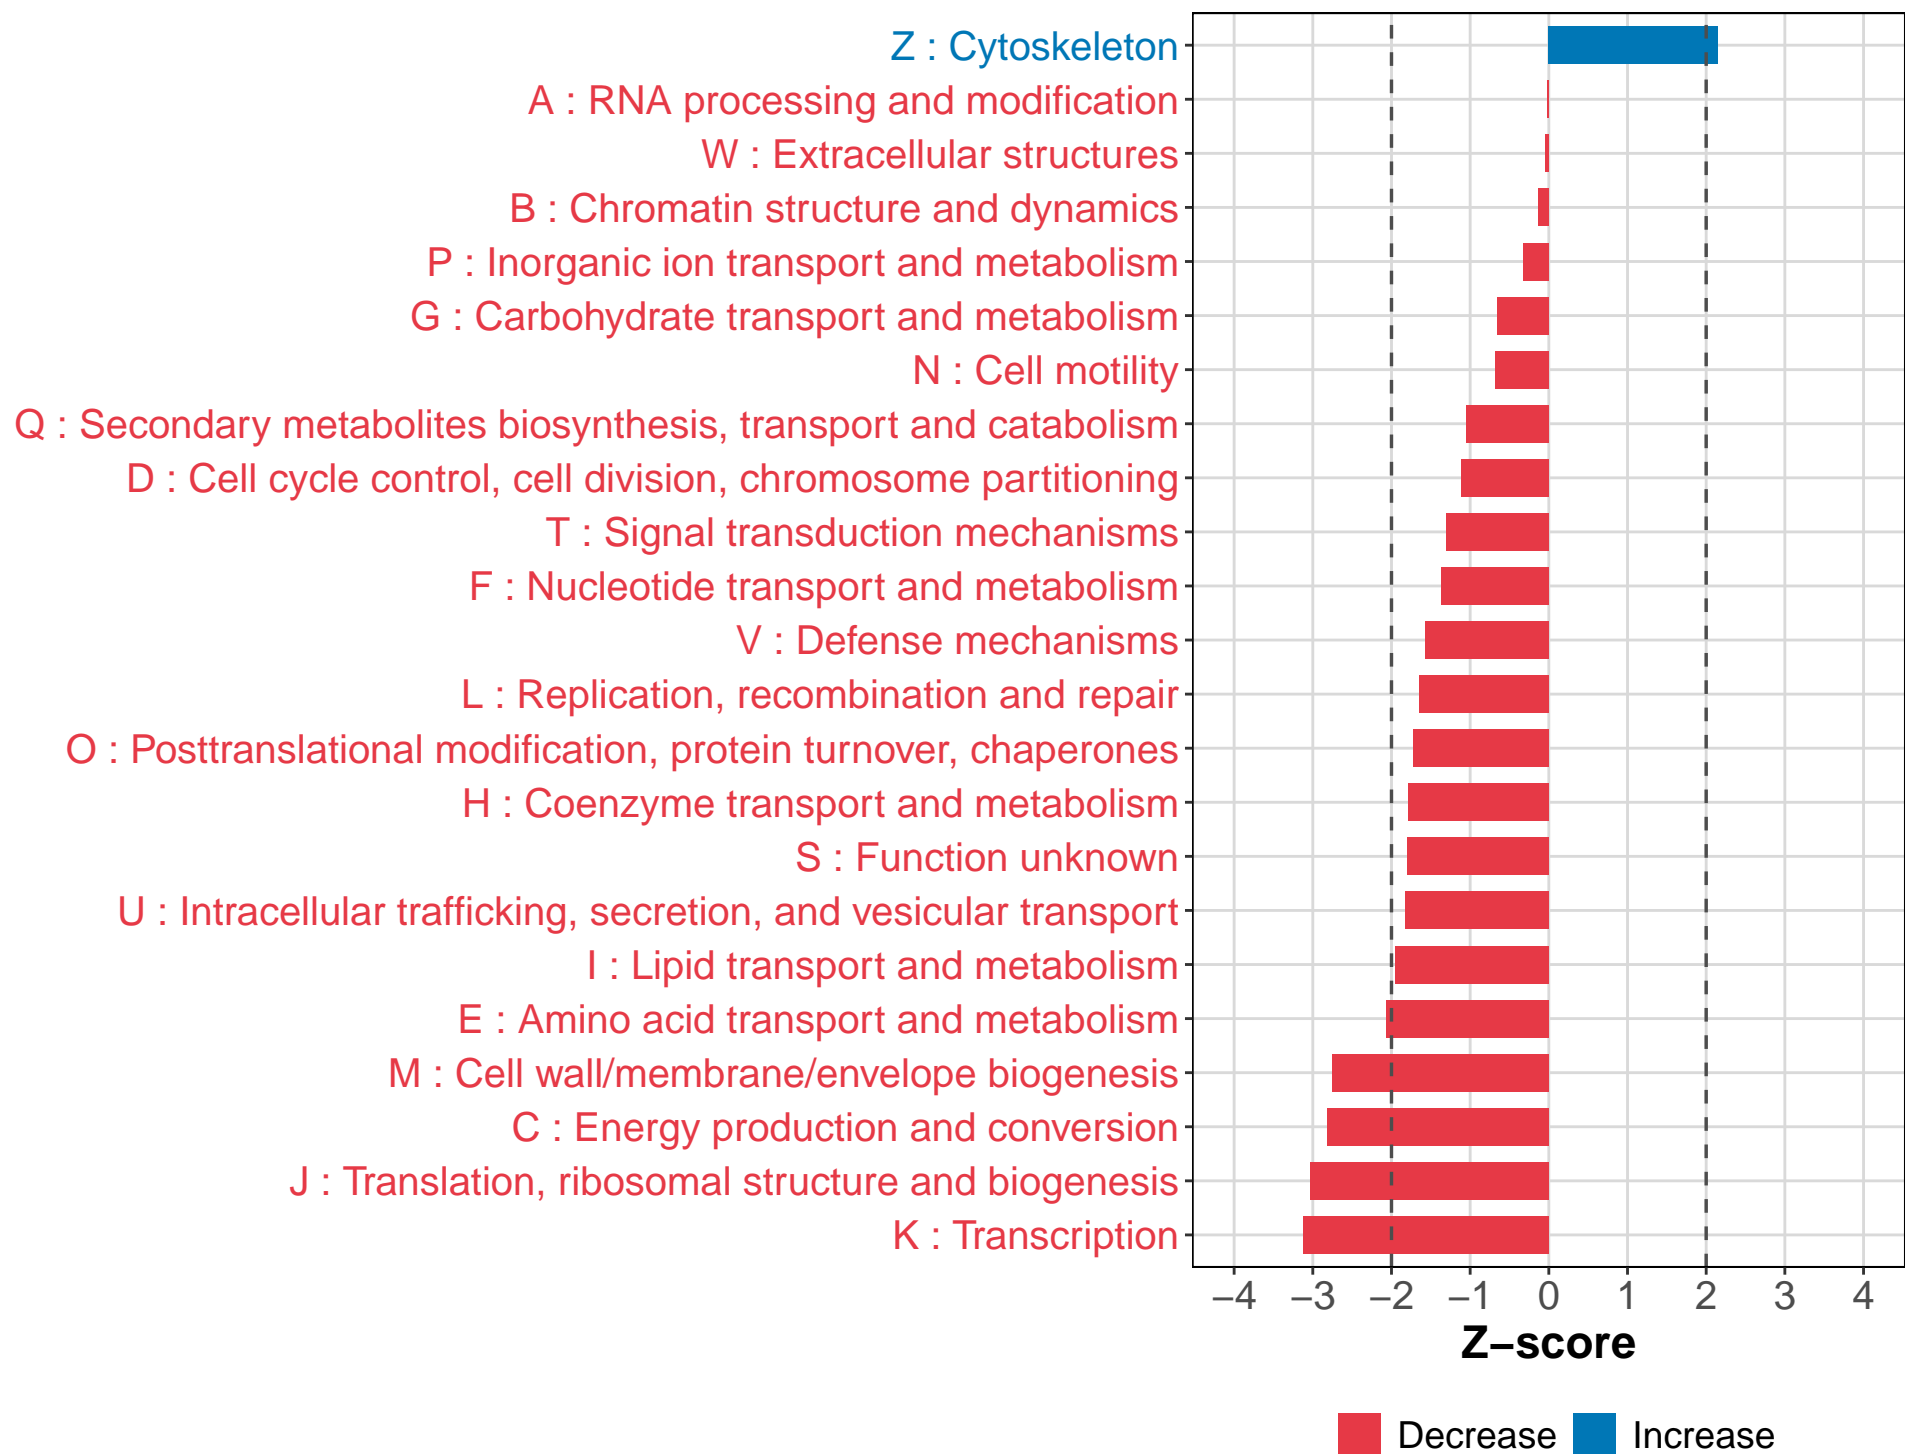 Z : Cytoskeleton
A : RNA processing and modification
W : Extracellular structures
B : Chromatin structure and dynamics
P : Inorganic ion transport and metabolism
G : Carbohydrate transport and metabolism
N : Cell motility
Q : Secondary metabolites biosynthesis, transport and catabolism
D : Cell cycle control, cell division, chromosome partitioning
T : Signal transduction mechanisms
F : Nucleotide transport and metabolism
V : Defense mechanisms
L : Replication, recombination and repair
O : Posttranslational modification, protein turnover, chaperones
H : Coenzyme transport and metabolism
S : Function unknown
U : Intracellular trafficking, secretion, and vesicular transport
I : Lipid transport and metabolism
E : Amino acid transport and metabolism
M : Cell wall/membrane/envelope biogenesis
C : Energy production and conversion
J : Translation, ribosomal structure and biogenesis
K : Transcription
−4 −3 −2 −1 0 1 2 3 4
Z−score
Decrease Increase